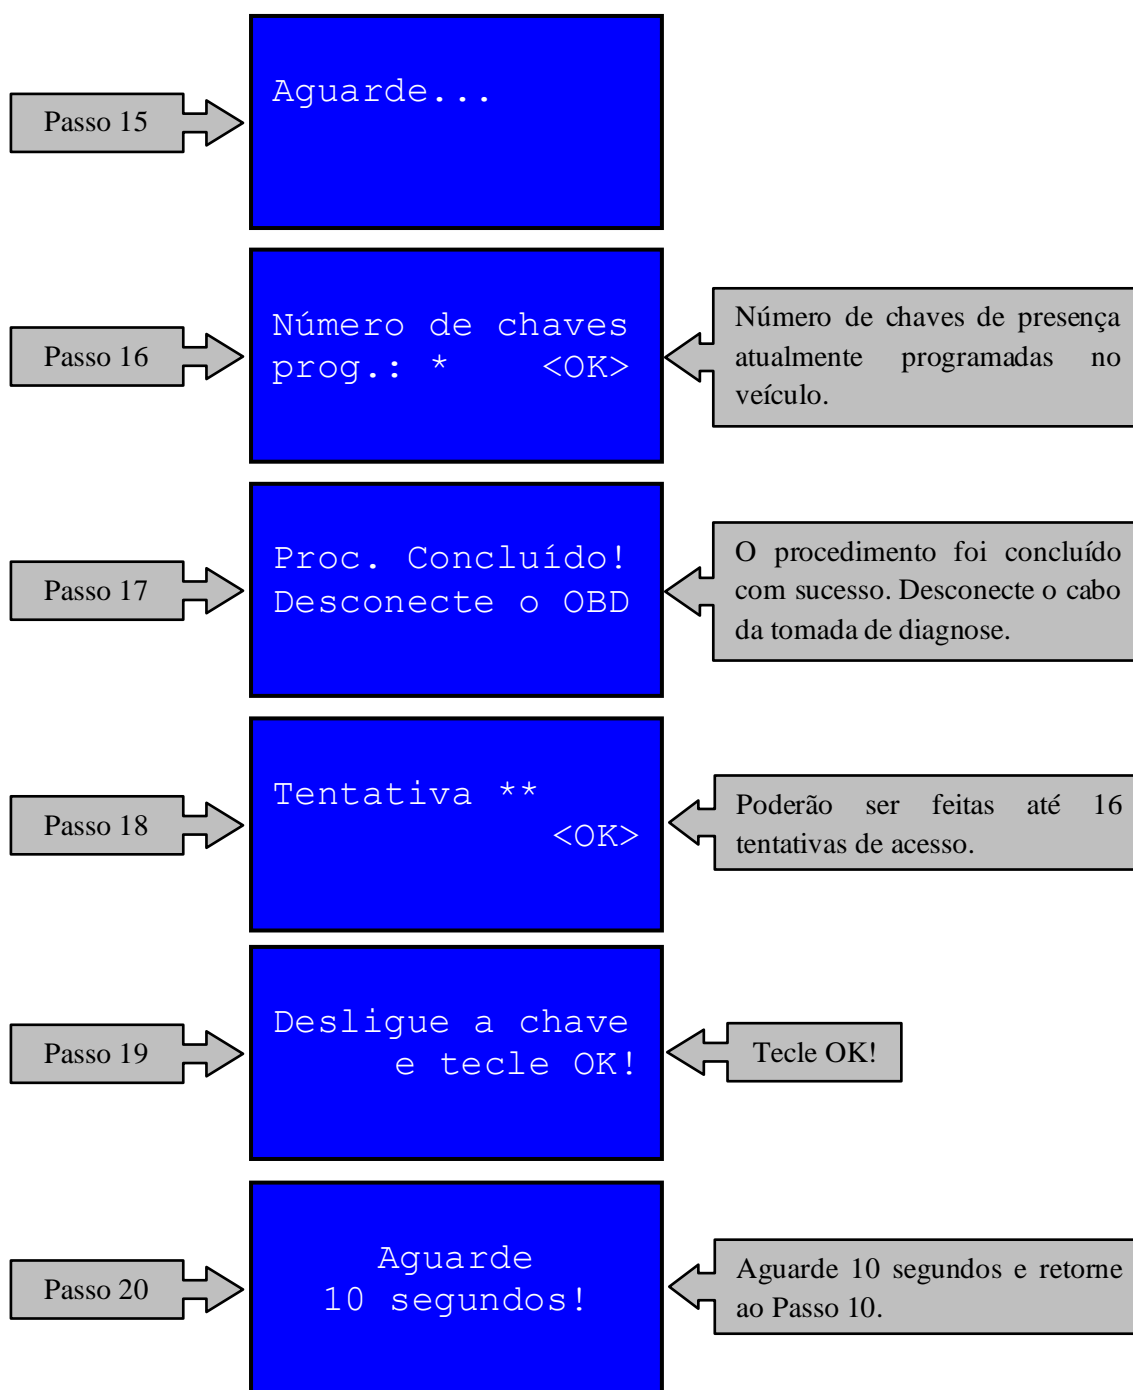 Passo 15
Aguarde...
Passo 16
Número de chaves
prog.: * <OK>
Número de chaves de presença
atualmente programadas no
veículo.
Passo 17
Proc. Concluído!
Desconecte o OBD
O procedimento foi concluído
com sucesso. Desconecte o cabo
da tomada de diagnose.
Passo 18
Tentativa **
<OK>
Poderão ser feitas até 16
tentativas de acesso.
Passo 19
Desligue a chave
e tecle OK!
Tecle OK!
Passo 20
Aguarde
10 segundos!
Aguarde 10 segundos e retorne
ao Passo 10.